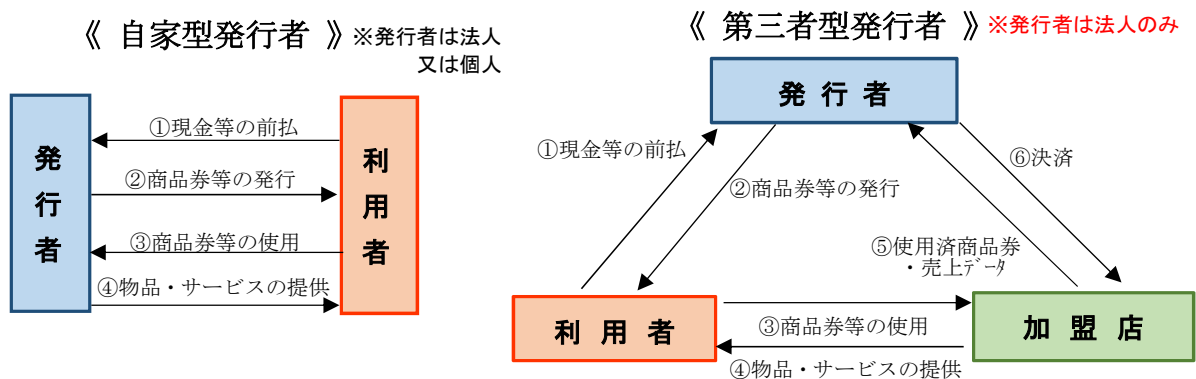 《 自家型発行者 》※発行者は法人
又は個人
発行者
利用者
①現金等の前払
②商品券等の発行
③商品券等の使用
④物品・サービスの提供
《 第三者型発行者 》※発行者は法人のみ
発 行 者
①現金等の前払
②商品券等の発行
⑥決済
⑤使用済商品券
・売上ﾃﾞｰﾀ
利 用 者
③商品券等の使用
④物品・サービスの提供
加 盟 店